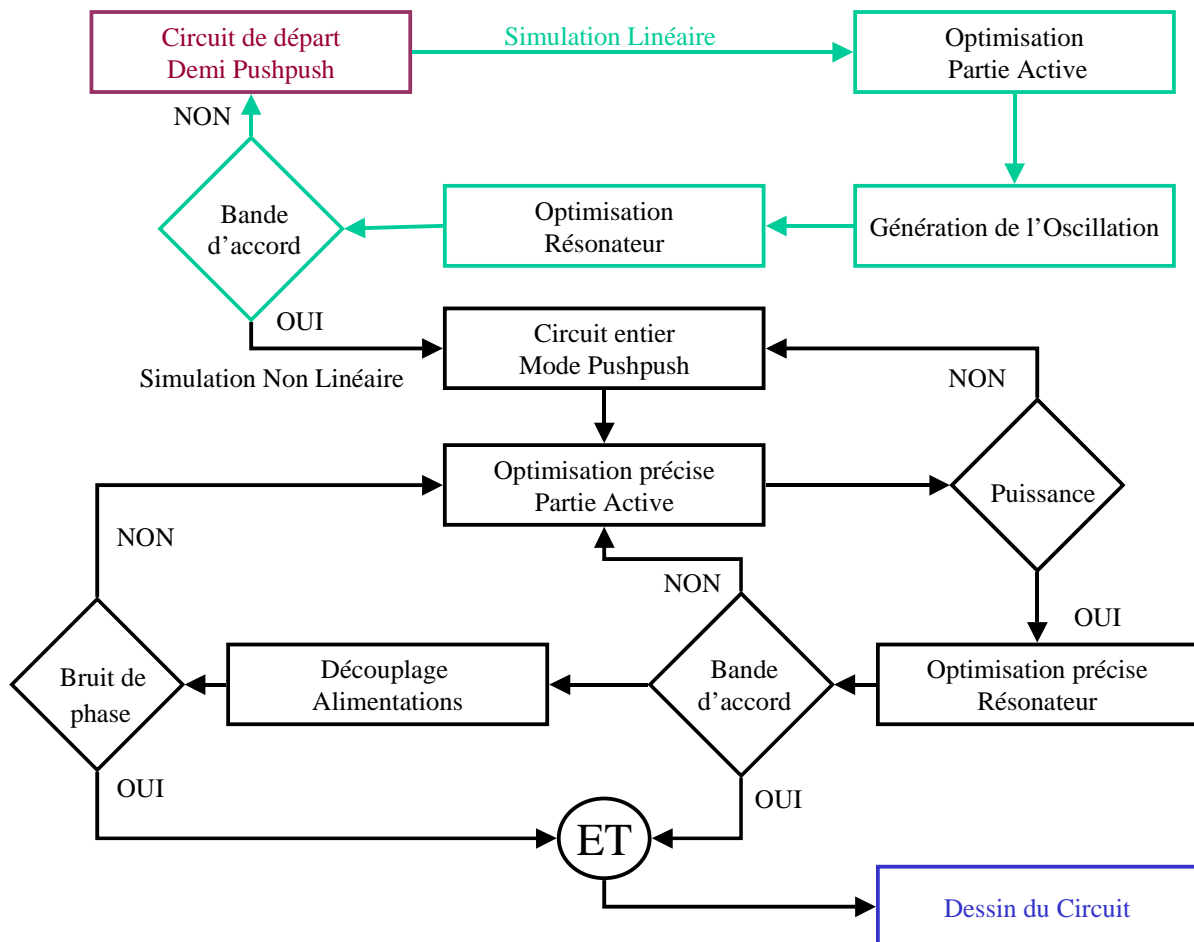 Circuit de départ
Demi Pushpush
Simulation Linéaire
Optimisation
Partie Active
NON
Bande
d’accord
Optimisation
Résonateur
Génération de l’Oscillation
OUI
Circuit entier
Mode Pushpush
Simulation Non Linéaire
NON
Optimisation précise
Partie Active
Puissance
NON
NON
OUI
Bruit de
phase
Découplage
Alimentations
Bande
d’accord
Optimisation précise
Résonateur
OUI
OUI
ET
Dessin du Circuit